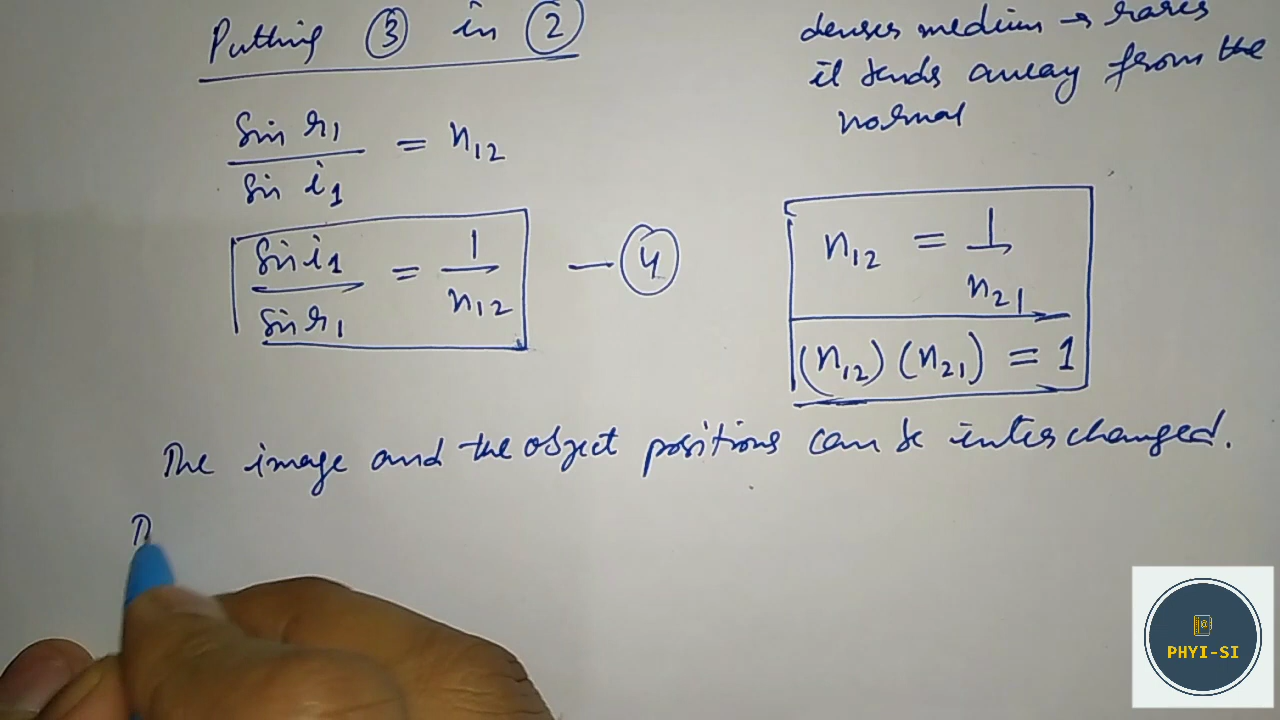 Putting ③ in ②
sin r1 / sin i1 = n12
sin i1 / sin r1 = 1 / n12 — ④
denser medium → rarer
it tends away from the
normal
n12 = 1 / n21
(n12) (n21) = 1
The image and the object positions can be interchanged.
PHYI-SI